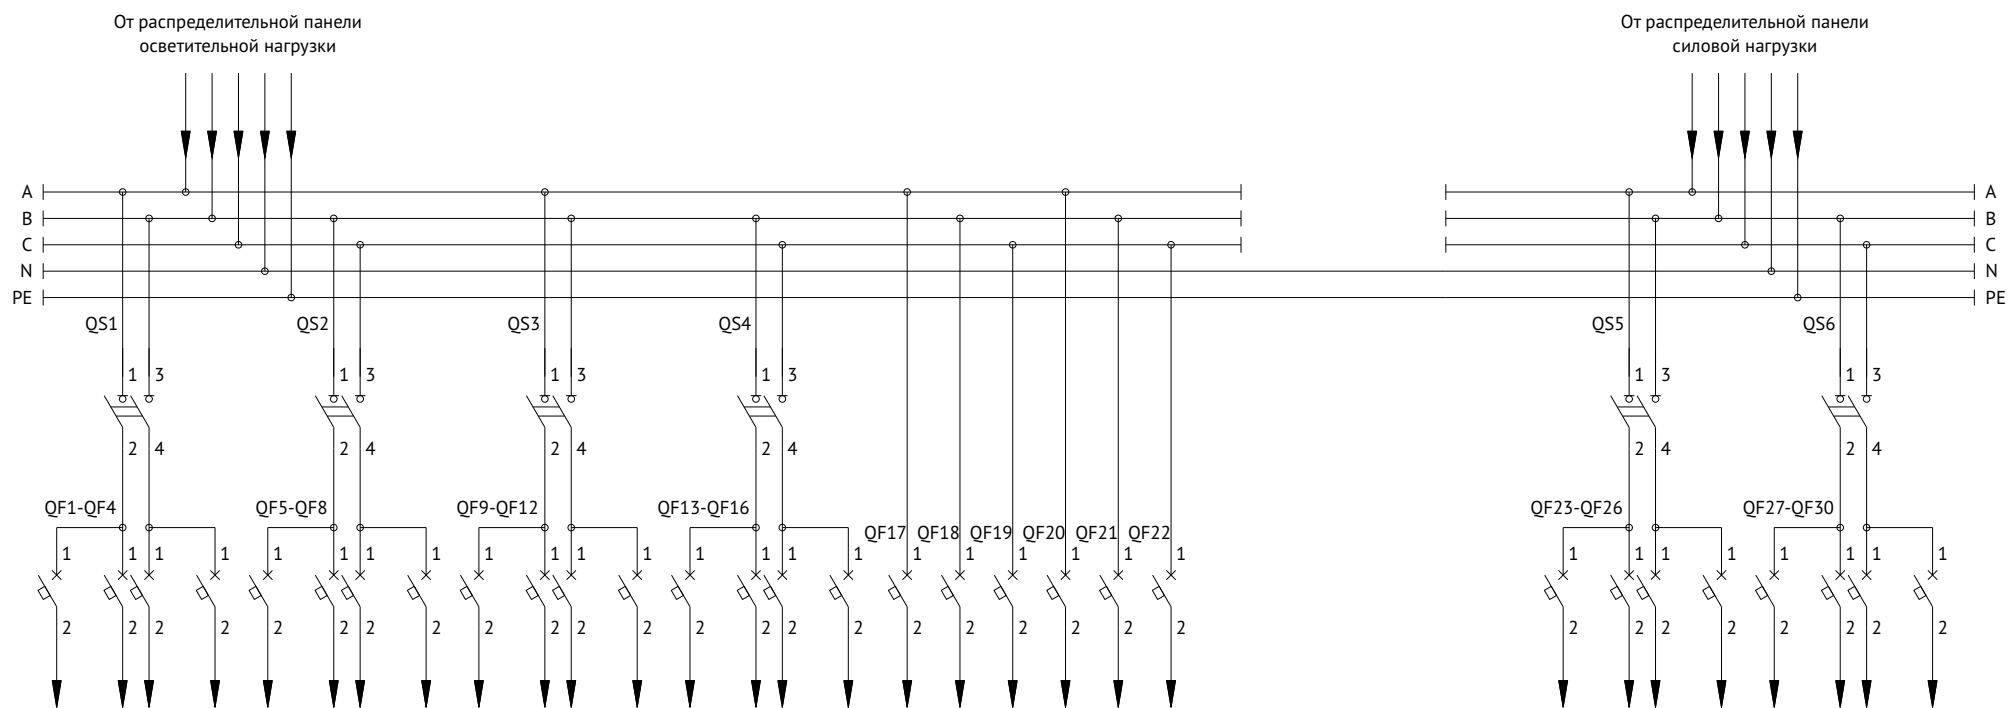 От распределительной панели
осветительной нагрузки
От распределительной панели
силовой нагрузки
A A
B B
C C
N N
PE PE
QS1 QS2 QS3 QS4 QS5 QS6
1 3 1 3 1 3 1 3 1 3 1 3
2 4 2 4 2 4 2 4 2 4 2 4
QF1-QF4 QF5-QF8 QF9-QF12 QF13-QF16 QF23-QF26 QF27-QF30
QF17 QF18 QF19 QF20 QF21 QF22
1 1 1 1 1 1 1 1 1 1 1 1 1 1 1 1 1 1 1 1 1 1 1 1 1 1 1 1 1 1
2 2 2 2 2 2 2 2 2 2 2 2 2 2 2 2 2 2 2 2 2 2 2 2 2 2 2 2 2 2